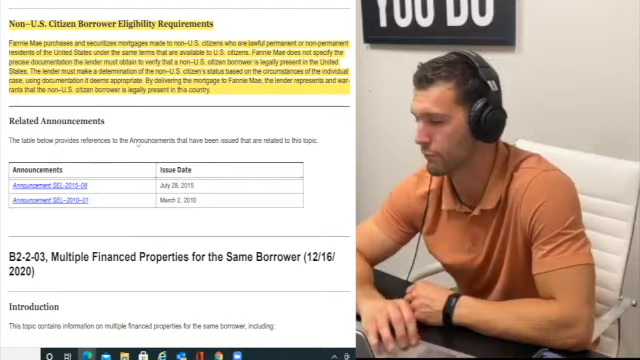 Non–U.S. Citizen Borrower Eligibility Requirements
Fannie Mae purchases and securitizes mortgages made to non–U.S. citizens who are lawful permanent or non-permanent
residents of the United States under the same terms that are available to U.S. citizens. Fannie Mae does not specify the
precise documentation the lender must obtain to verify that a non–U.S. citizen borrower is legally present in the United
States. The lender must make a determination of the non–U.S. citizen's status based on the circumstances of the individual
case, using documentation it deems appropriate. By delivering the mortgage to Fannie Mae, the lender represents and war-
rants that the non–U.S. citizen borrower is legally present in this country.
Related Announcements
The table below provides references to the Announcements that have been issued that are related to this topic.
Announcements Issue Date
Announcement SEL-2015–08 July 28, 2015
Announcement SEL–2010–01 March 2, 2010
B2-2-03, Multiple Financed Properties for the Same Borrower (12/16/
2020)
Introduction
This topic contains information on multiple financed properties for the same borrower, including:
YOU DO